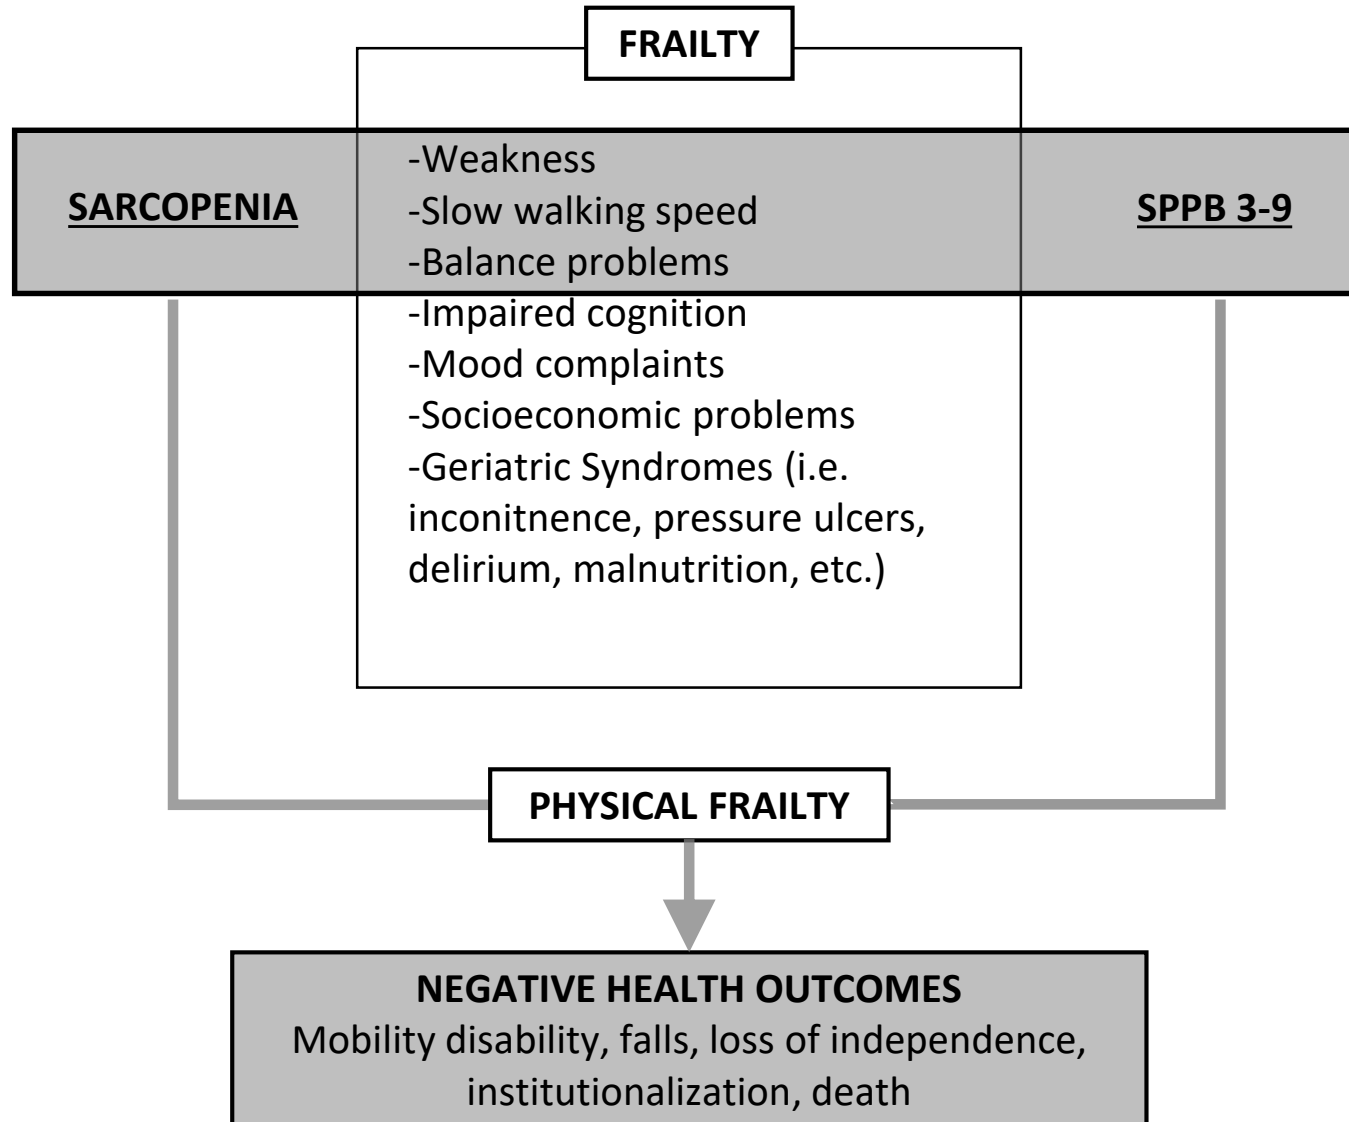 FRAILTY
SARCOPENIA
-Weakness
-Slow walking speed
-Balance problems
SPPB 3-9
-Impaired cognition
-Mood complaints
-Socioeconomic problems
-Geriatric Syndromes (i.e.
inconitnence, pressure ulcers,
delirium, malnutrition, etc.)
PHYSICAL FRAILTY
NEGATIVE HEALTH OUTCOMES
Mobility disability, falls, loss of independence,
institutionalization, death